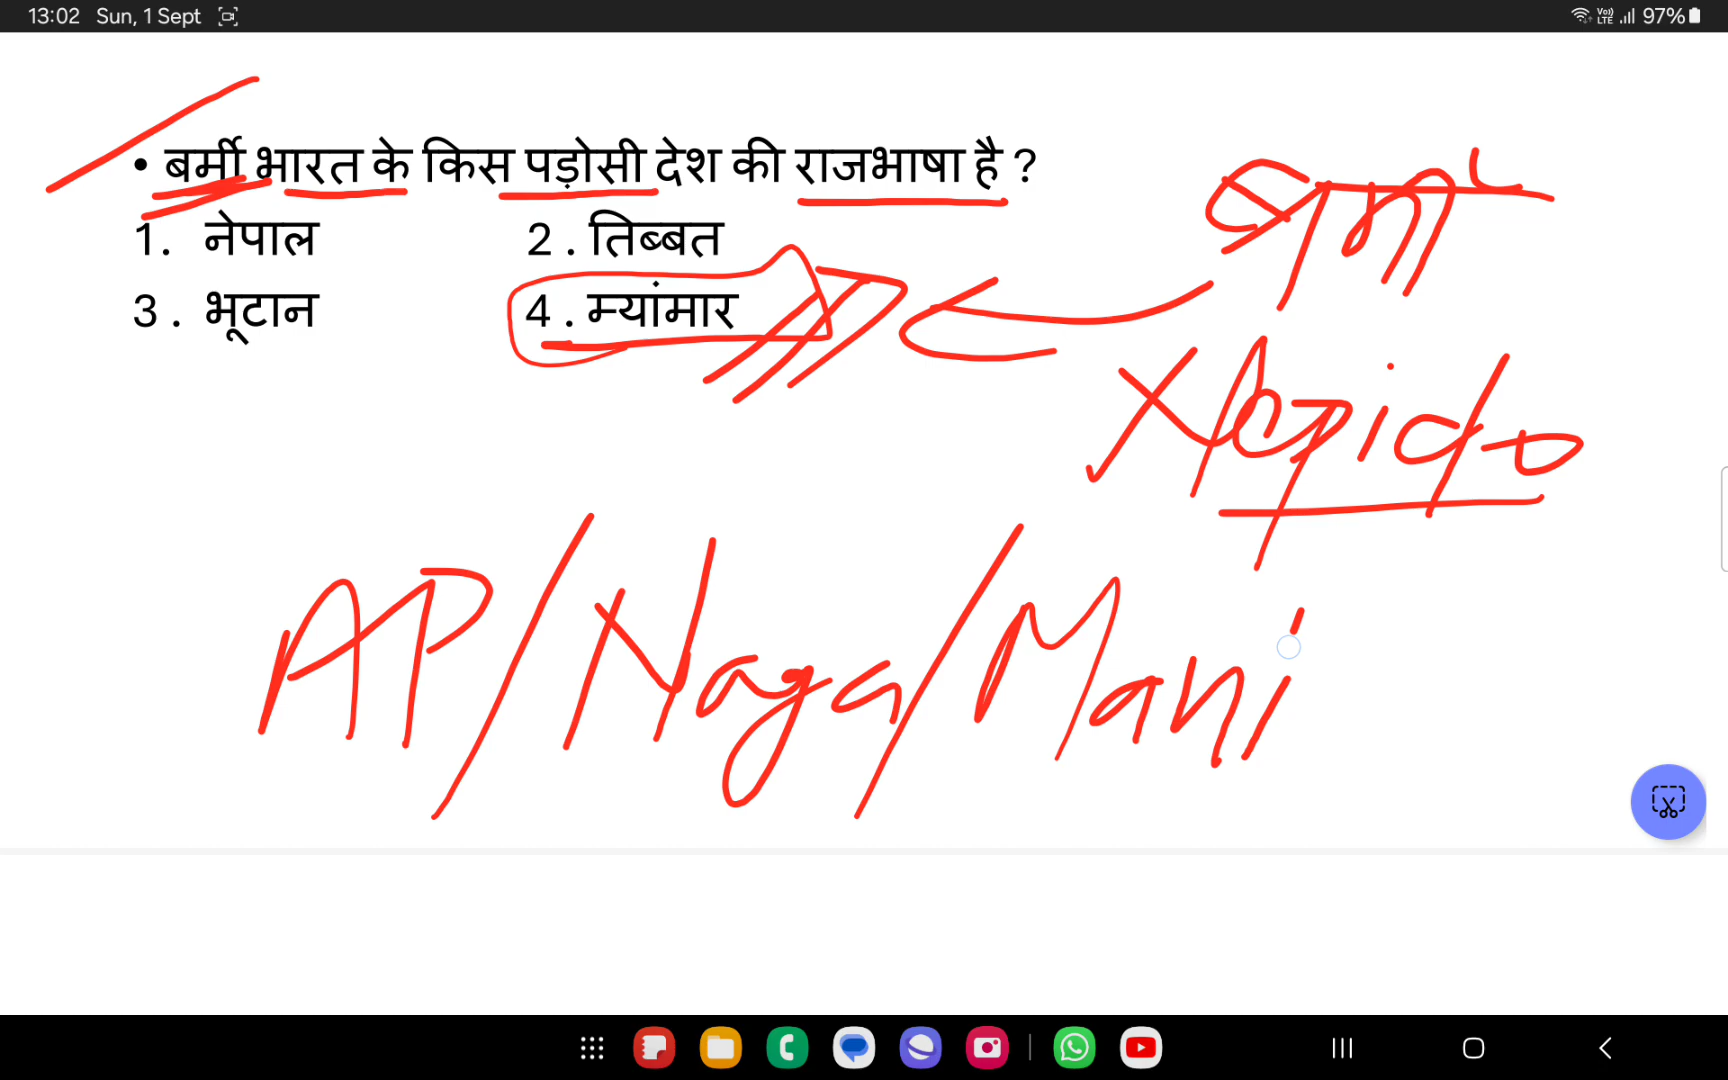 13:02 Sun, 1 Sept 97%
• बर्मी भारत के किस पड़ोसी देश की राजभाषा है ?
1. नेपाल 2 . तिब्बत
3 . भूटान 4 . म्यांमार
AP/Naga/Mani